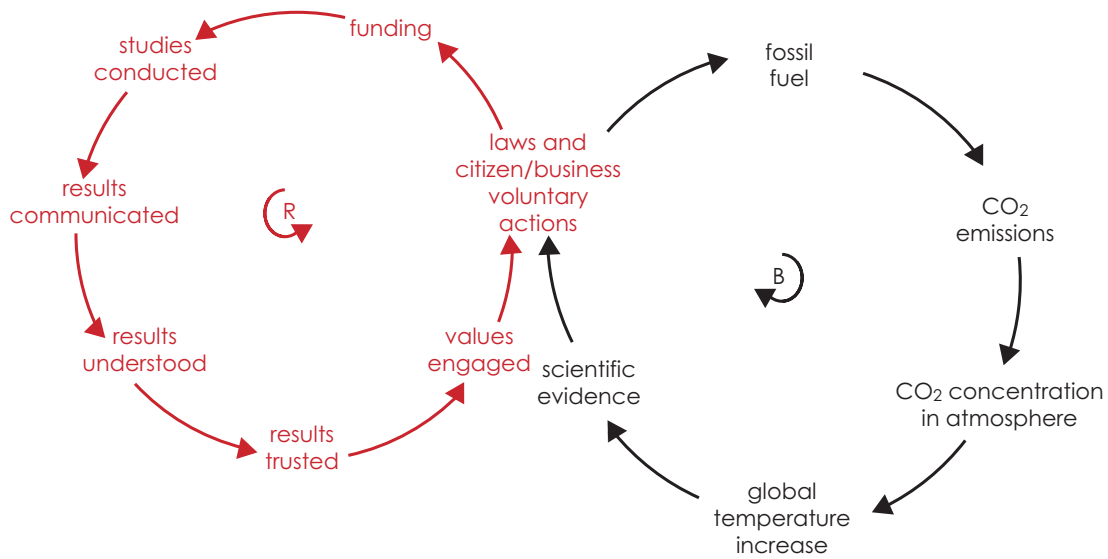 funding
studies
conducted
results
communicated
results
understood
results
trusted
values
engaged
laws and
citizen/business
voluntary
actions
R
fossil
fuel
CO₂
emissions
CO₂ concentration
in atmosphere
global
temperature
increase
scientific
evidence
B